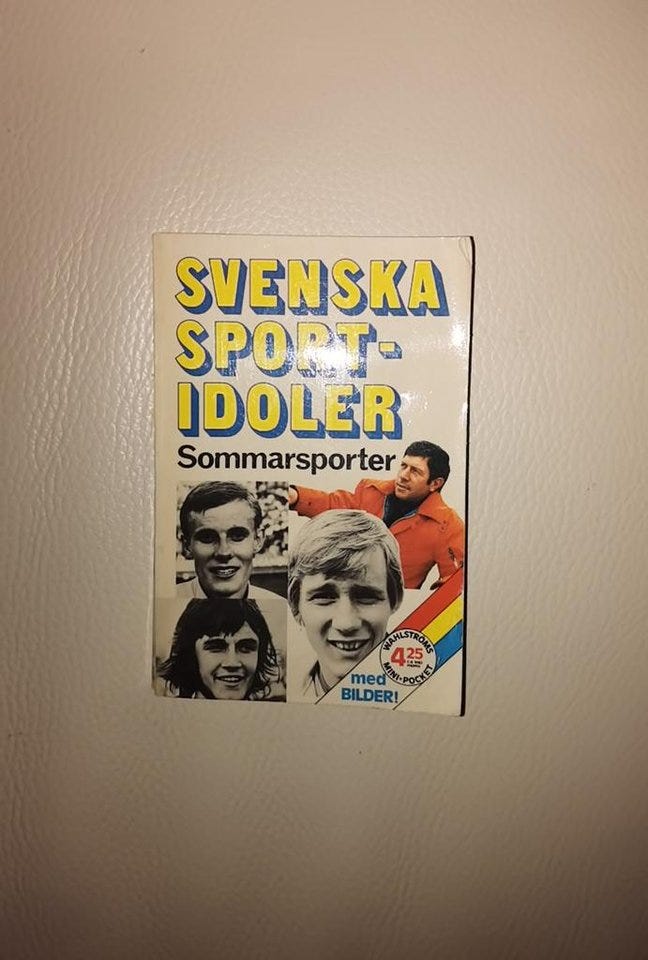 SVENSKA
SPORT-
IDOLER
Sommarsporter
WAHLSTRÖMS
4 25
MINI-POCKET
med
BILDER!